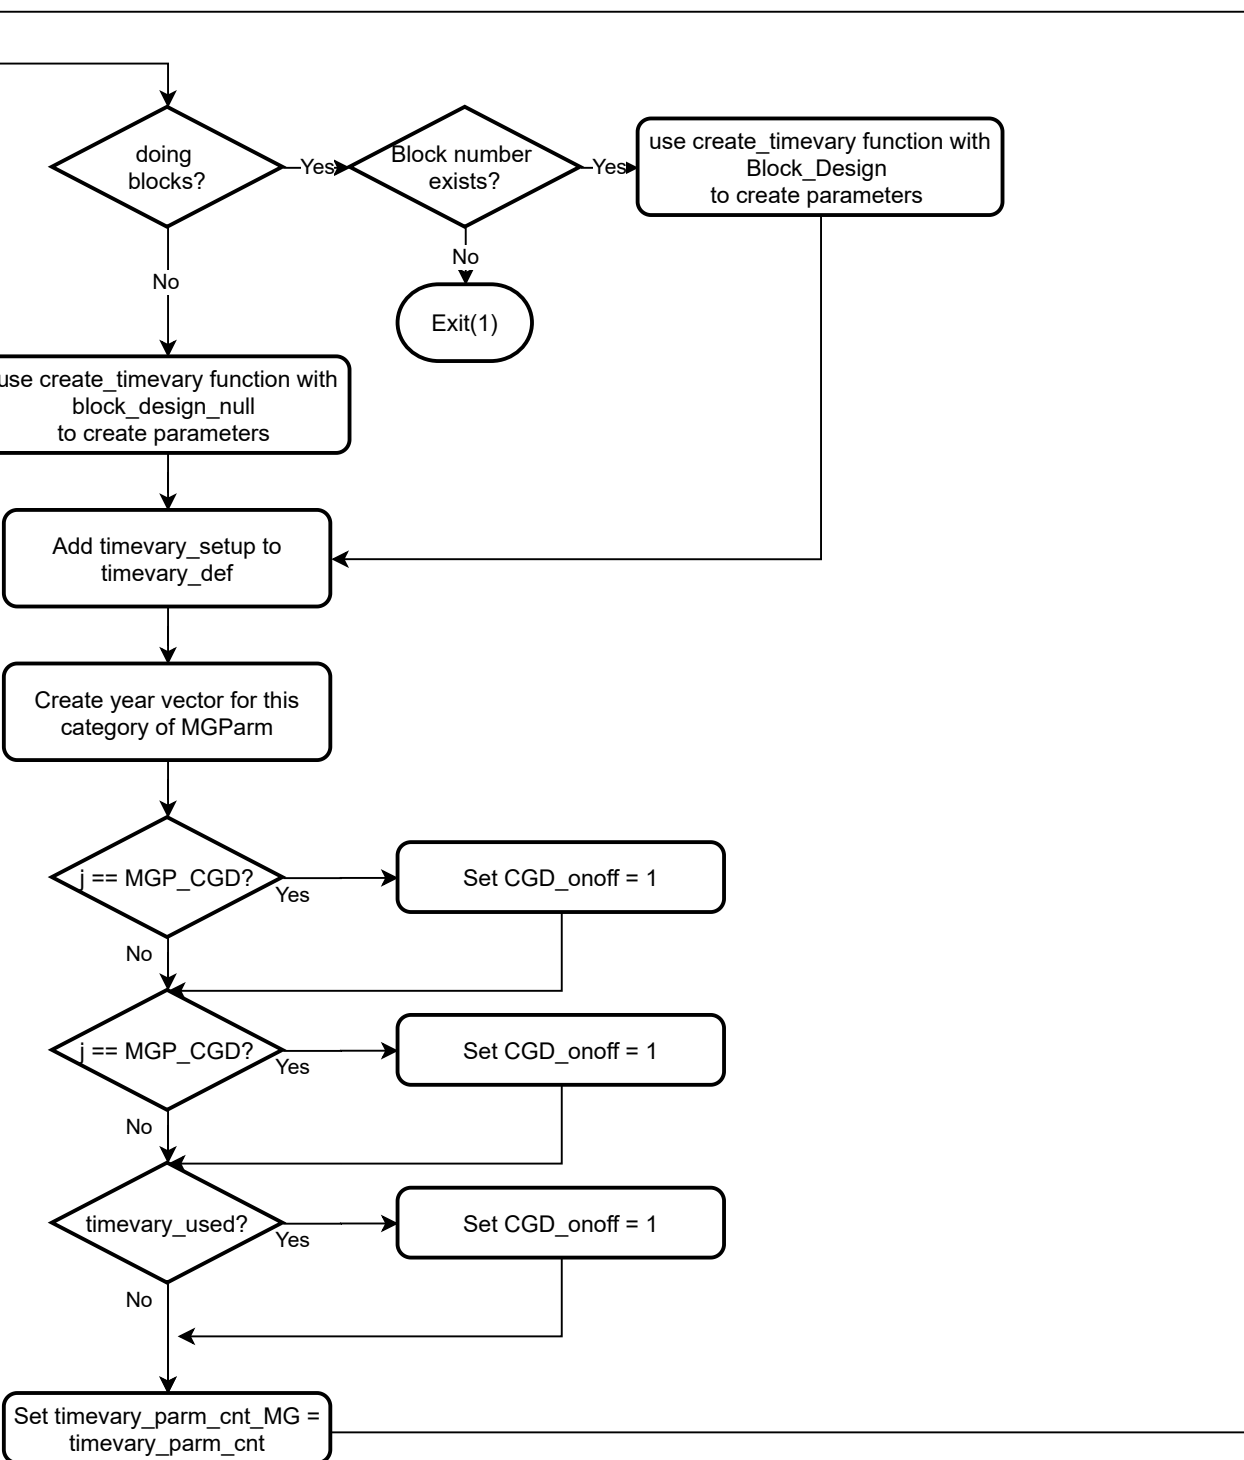 doing
blocks?
Yes
Block number
exists?
Yes
use create_timevary function with
Block_Design
to create parameters
No
No
Exit(1)
use create_timevary function with
block_design_null
to create parameters
Add timevary_setup to
timevary_def
Create year vector for this
category of MGParm
j == MGP_CGD?
Yes
Set CGD_onoff = 1
No
j == MGP_CGD?
Yes
Set CGD_onoff = 1
No
timevary_used?
Yes
Set CGD_onoff = 1
No
Set timevary_parm_cnt_MG =
timevary_parm_cnt